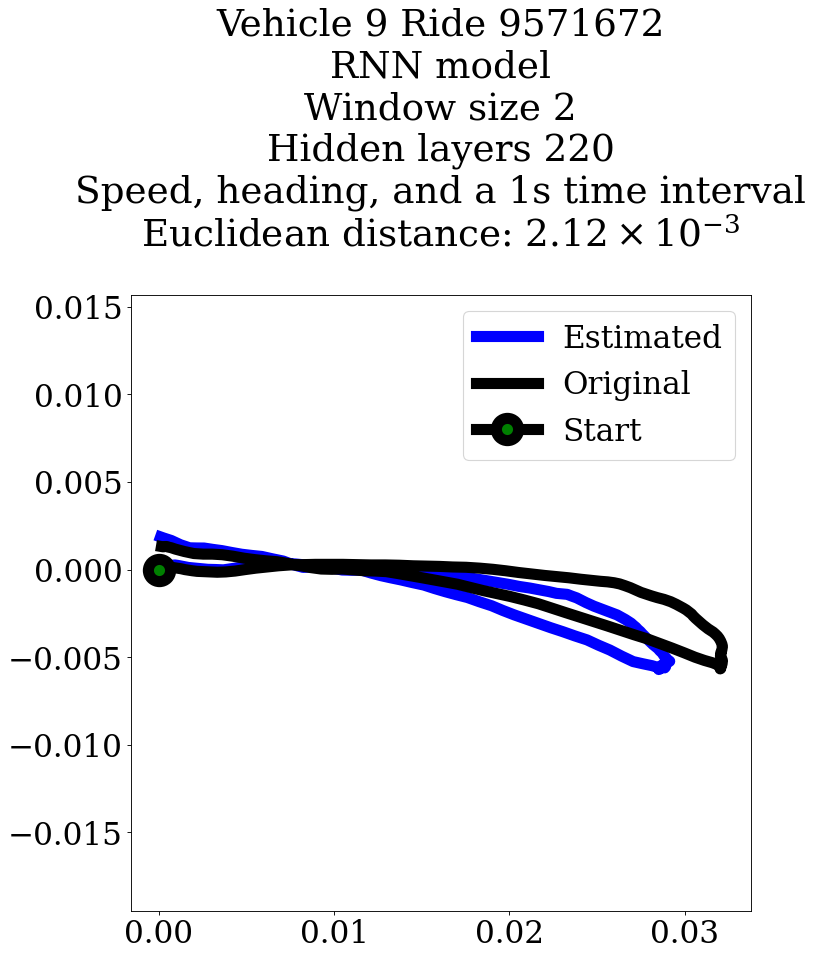 Vehicle 9 Ride 9571672
RNN model
Window size 2
Hidden layers 220
Speed, heading, and a 1s time interval
Euclidean distance: 2.12 × 10⁻³
Estimated
Original
Start
0.015
0.010
0.005
0.000
−0.005
−0.010
−0.015
0.00 0.01 0.02 0.03